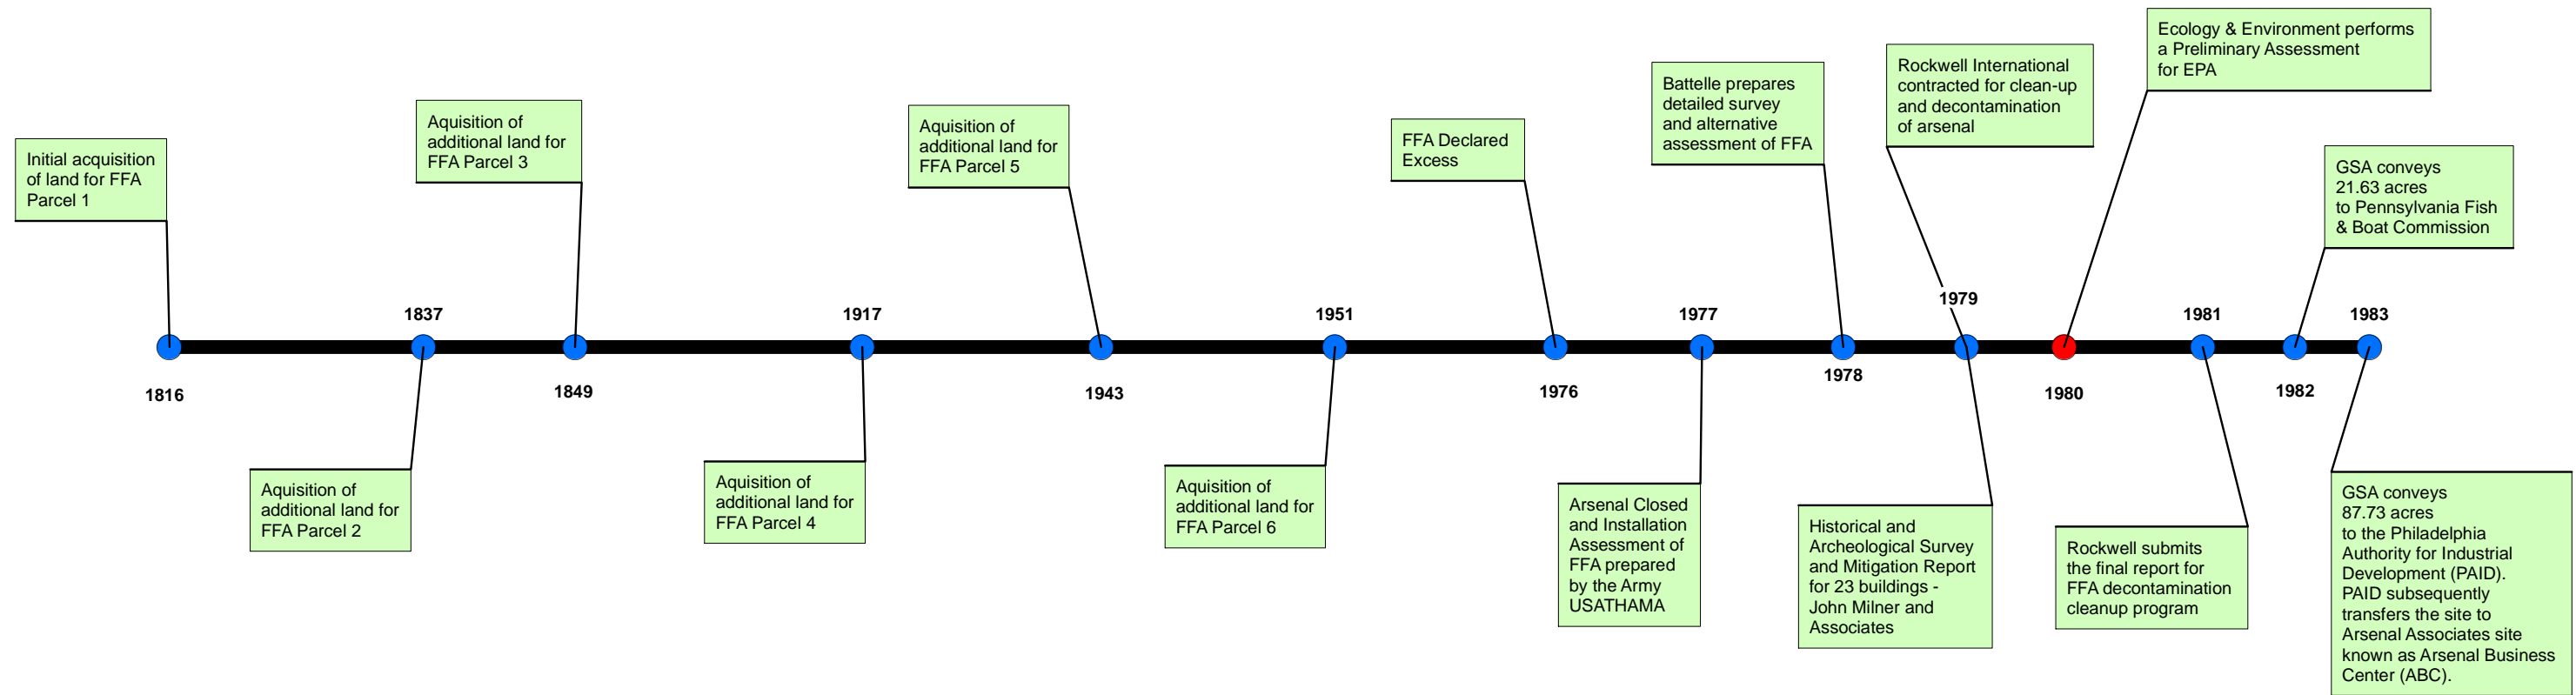 Initial acquisition
of land for FFA
Parcel 1
1816
1837
Aquisition of
additional land for
FFA Parcel 2
Aquisition of
additional land for
FFA Parcel 3
1849
1917
Aquisition of
additional land for
FFA Parcel 4
Aquisition of
additional land for
FFA Parcel 5
1943
1951
Aquisition of
additional land for
FFA Parcel 6
FFA Declared
Excess
1976
1977
Arsenal Closed
and Installation
Assessment of
FFA prepared
by the Army
USATHAMA
Battelle prepares
detailed survey
and alternative
assessment of FFA
1978
Rockwell International
contracted for clean-up
and decontamination
of arsenal
1979
Historical and
Archeological Survey
and Mitigation Report
for 23 buildings -
John Milner and
Associates
Ecology & Environment performs
a Preliminary Assessment
for EPA
1980
1981
Rockwell submits
the final report for
FFA decontamination
cleanup program
GSA conveys
21.63 acres
to Pennsylvania Fish
& Boat Commission
1982
1983
GSA conveys
87.73 acres
to the Philadelphia
Authority for Industrial
Development (PAID).
PAID subsequently
transfers the site to
Arsenal Associates site
known as Arsenal Business
Center (ABC).